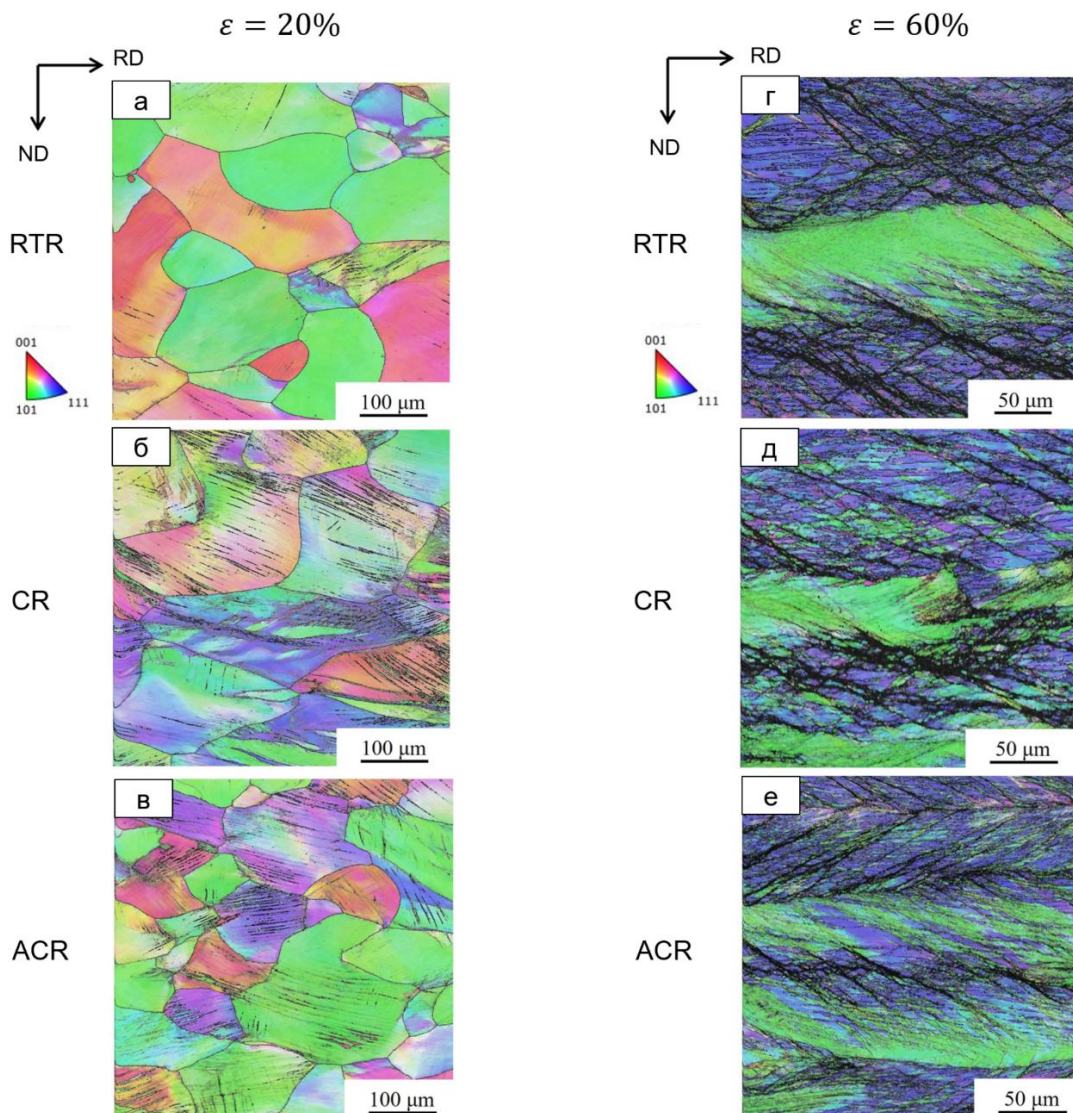 ε = 20%
RD
ND
а
RTR
001
101
111
100 μm
б
CR
100 μm
в
ACR
100 μm
ε = 60%
RD
ND
г
RTR
001
101
111
50 μm
д
CR
50 μm
е
ACR
50 μm